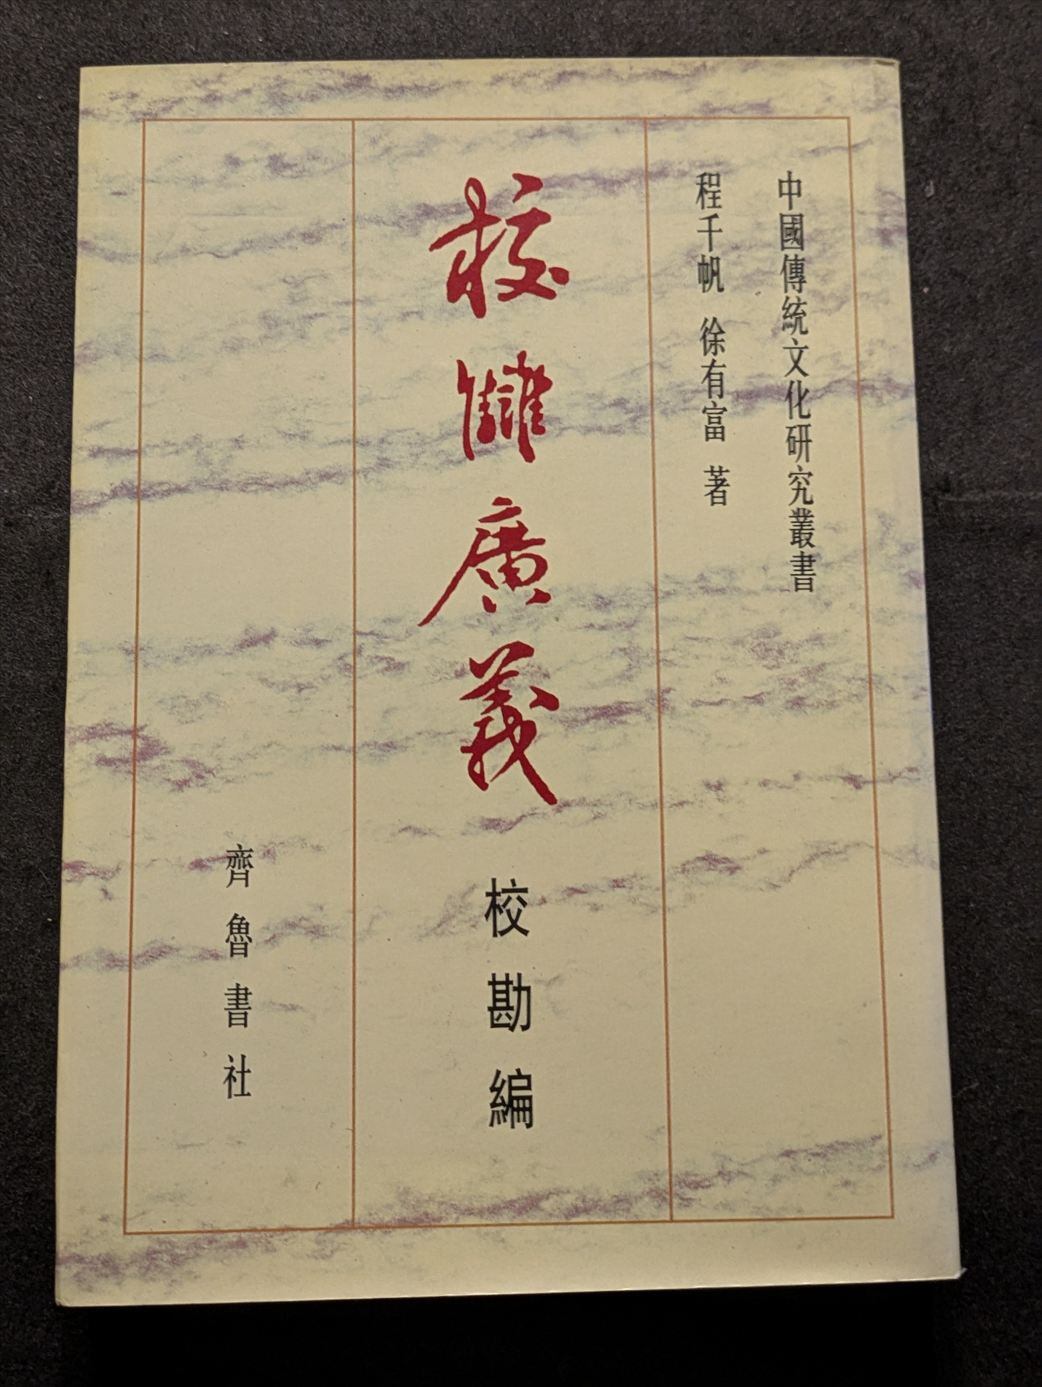 中國傳統文化研究叢書
程千帆 徐有富 著
校讎廣義
校勘編
齊魯書社